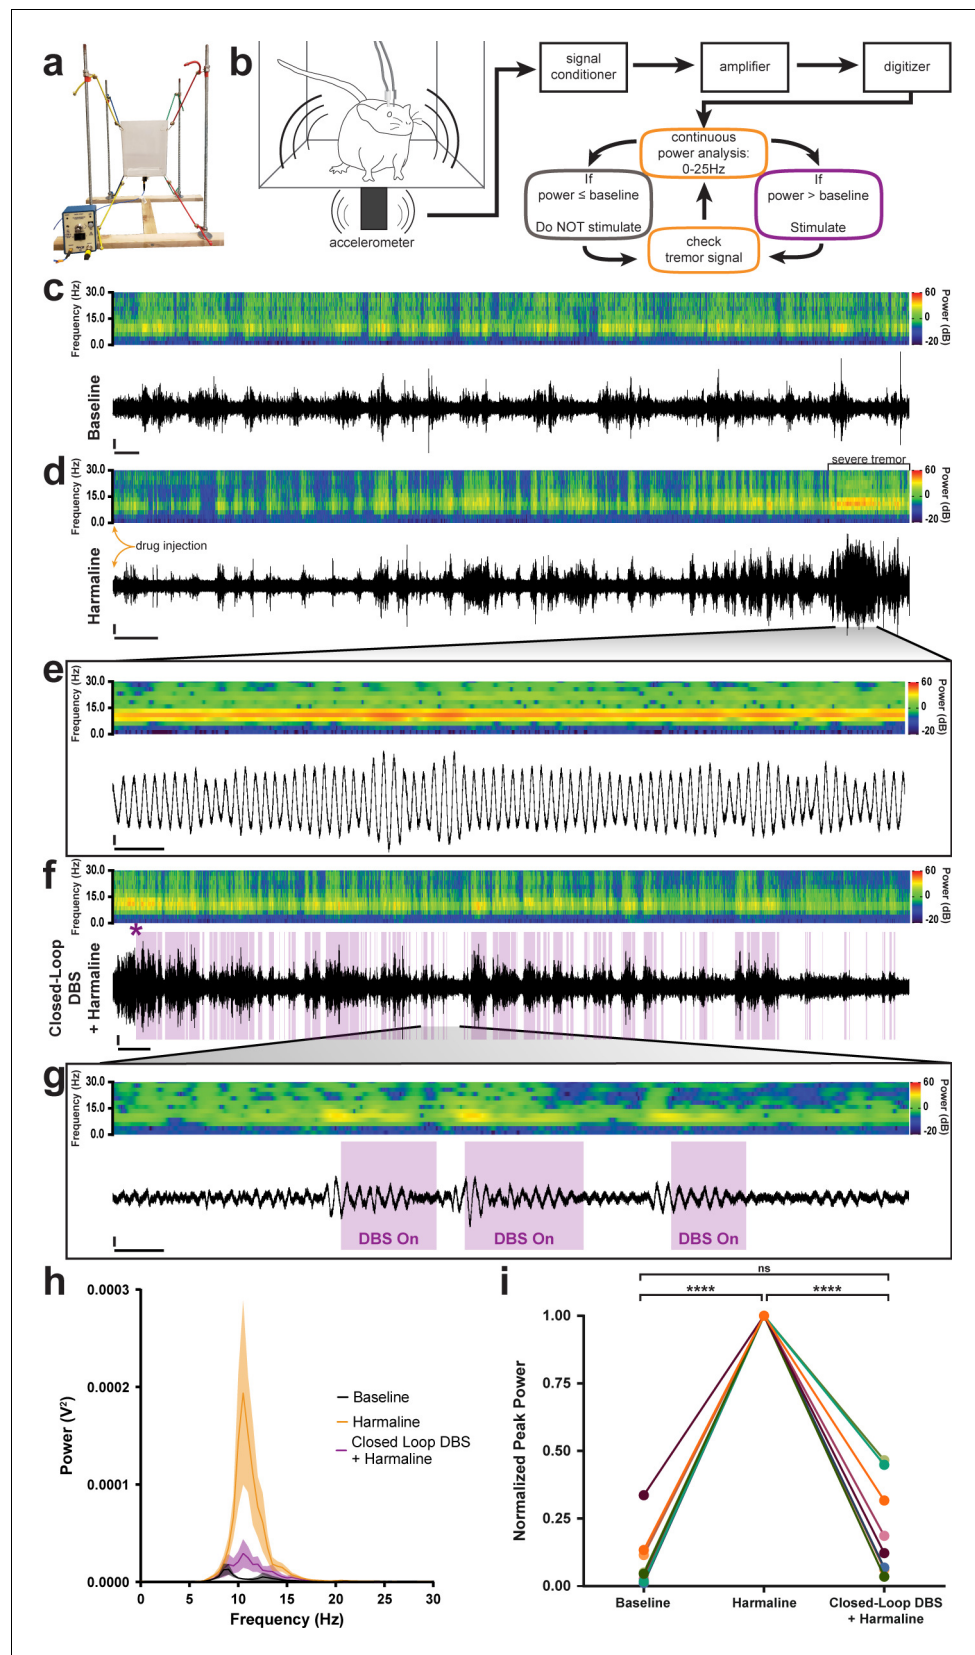 a
b
signal
conditioner
amplifier
digitizer
continuous
power analysis:
0-25Hz
If
power ≤ baseline
Do NOT stimulate
If
power > baseline
Stimulate
check
tremor signal
accelerometer
c
Frequency (Hz)
30.0
15.0
0.0
60
0
-20
Power (dB)
Baseline
d
severe tremor
Frequency (Hz)
30.0
15.0
0.0
60
0
-20
Power (dB)
drug injection
Harmaline
e
Frequency (Hz)
30.0
15.0
0.0
60
0
-20
Power (dB)
f
Frequency (Hz)
30.0
15.0
0.0
60
0
-20
Power (dB)
*
Closed-Loop
DBS
+ Harmaline
g
Frequency (Hz)
30.0
15.0
0.0
60
0
-20
Power (dB)
DBS On
DBS On
DBS On
h
Power (V²)
0.0003
0.0002
0.0001
0.0000
0
5
10
15
20
25
30
Frequency (Hz)
Baseline
Harmaline
Closed Loop DBS
+ Harmaline
i
ns
****
****
Normalized Peak Power
1.00
0.75
0.50
0.25
0.00
Baseline
Harmaline
Closed-Loop DBS
+ Harmaline